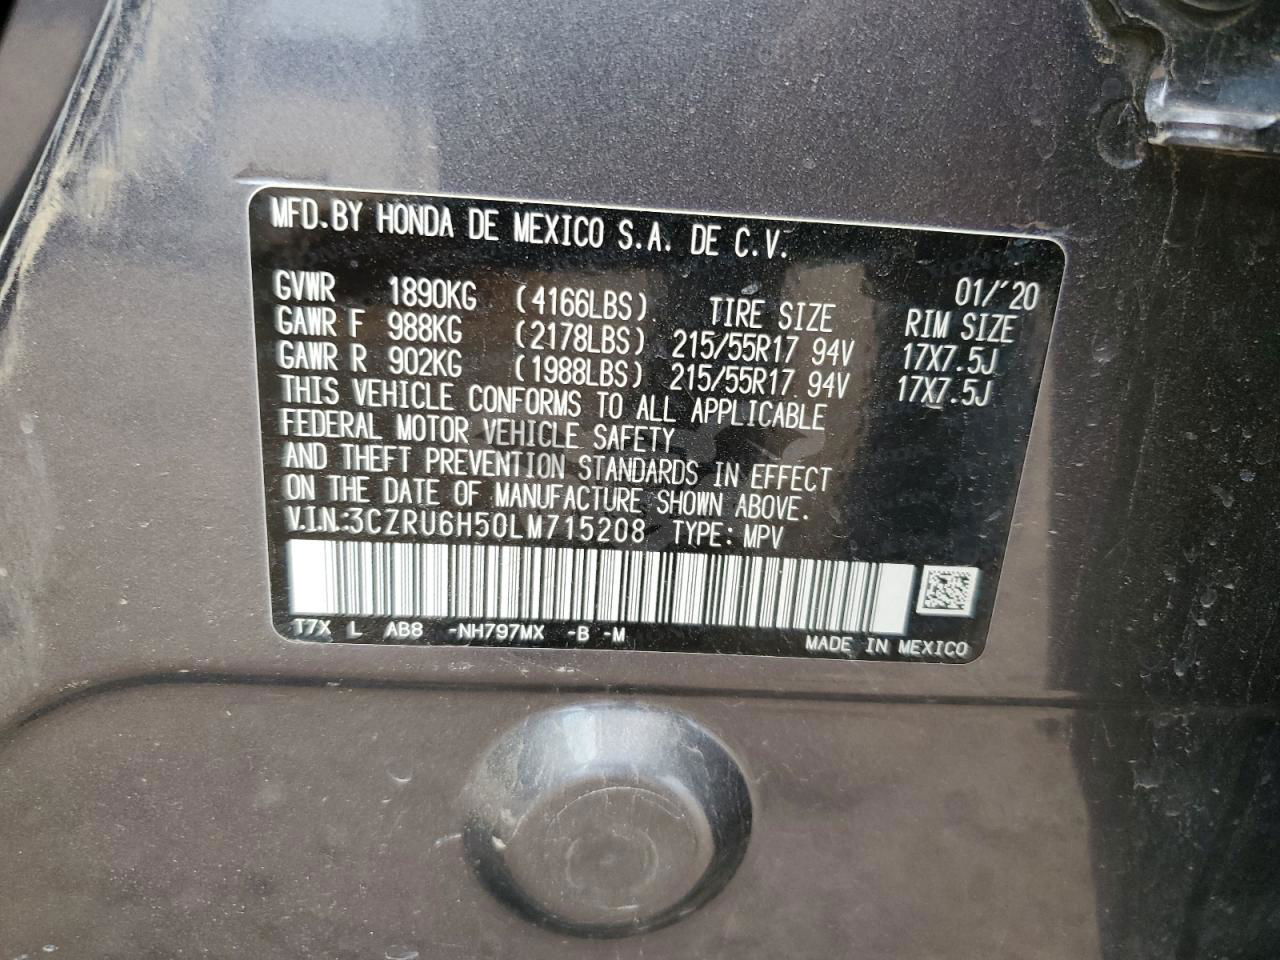 MFD.BY HONDA DE MEXICO S.A. DE C.V.
01/'20
GVWR 1890KG (4166LBS) TIRE SIZE RIM SIZE
GAWR F 988KG (2178LBS) 215/55R17 94V 17X7.5J
GAWR R 902KG (1988LBS) 215/55R17 94V 17X7.5J
THIS VEHICLE CONFORMS TO ALL APPLICABLE
FEDERAL MOTOR VEHICLE SAFETY
AND THEFT PREVENTION STANDARDS IN EFFECT
ON THE DATE OF MANUFACTURE SHOWN ABOVE.
V.I.N.:3CZRU6H50LM715208 TYPE: MPV
T7X L AB8 -NH797MX -B -M
MADE IN MEXICO